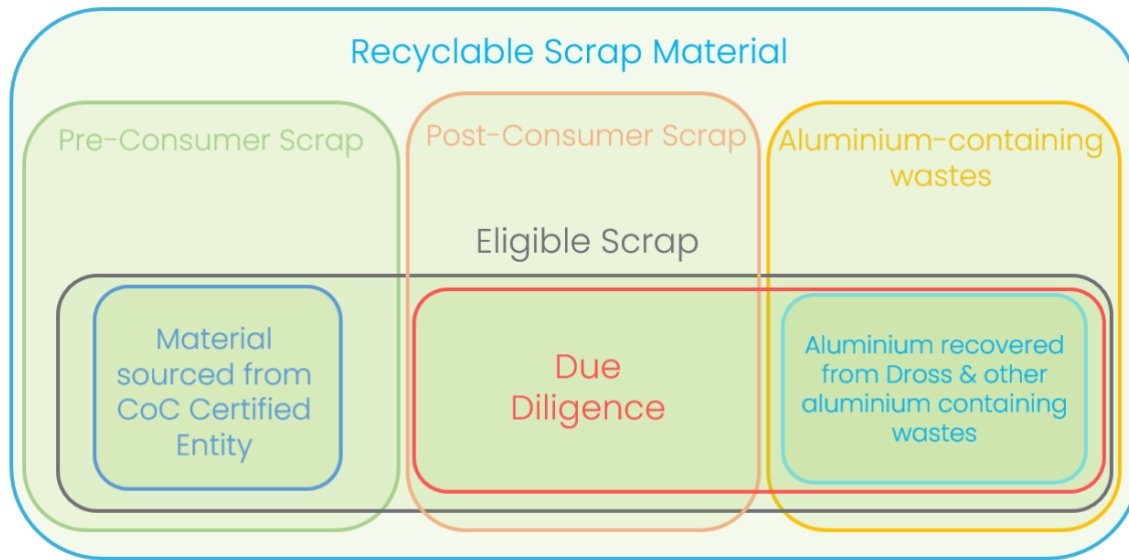 Recyclable Scrap Material
Pre-Consumer Scrap
Post-Consumer Scrap
Aluminium-containing
wastes
Eligible Scrap
Material
sourced from
CoC Certified
Entity
Due
Diligence
Aluminium recovered
from Dross & other
aluminium containing
wastes